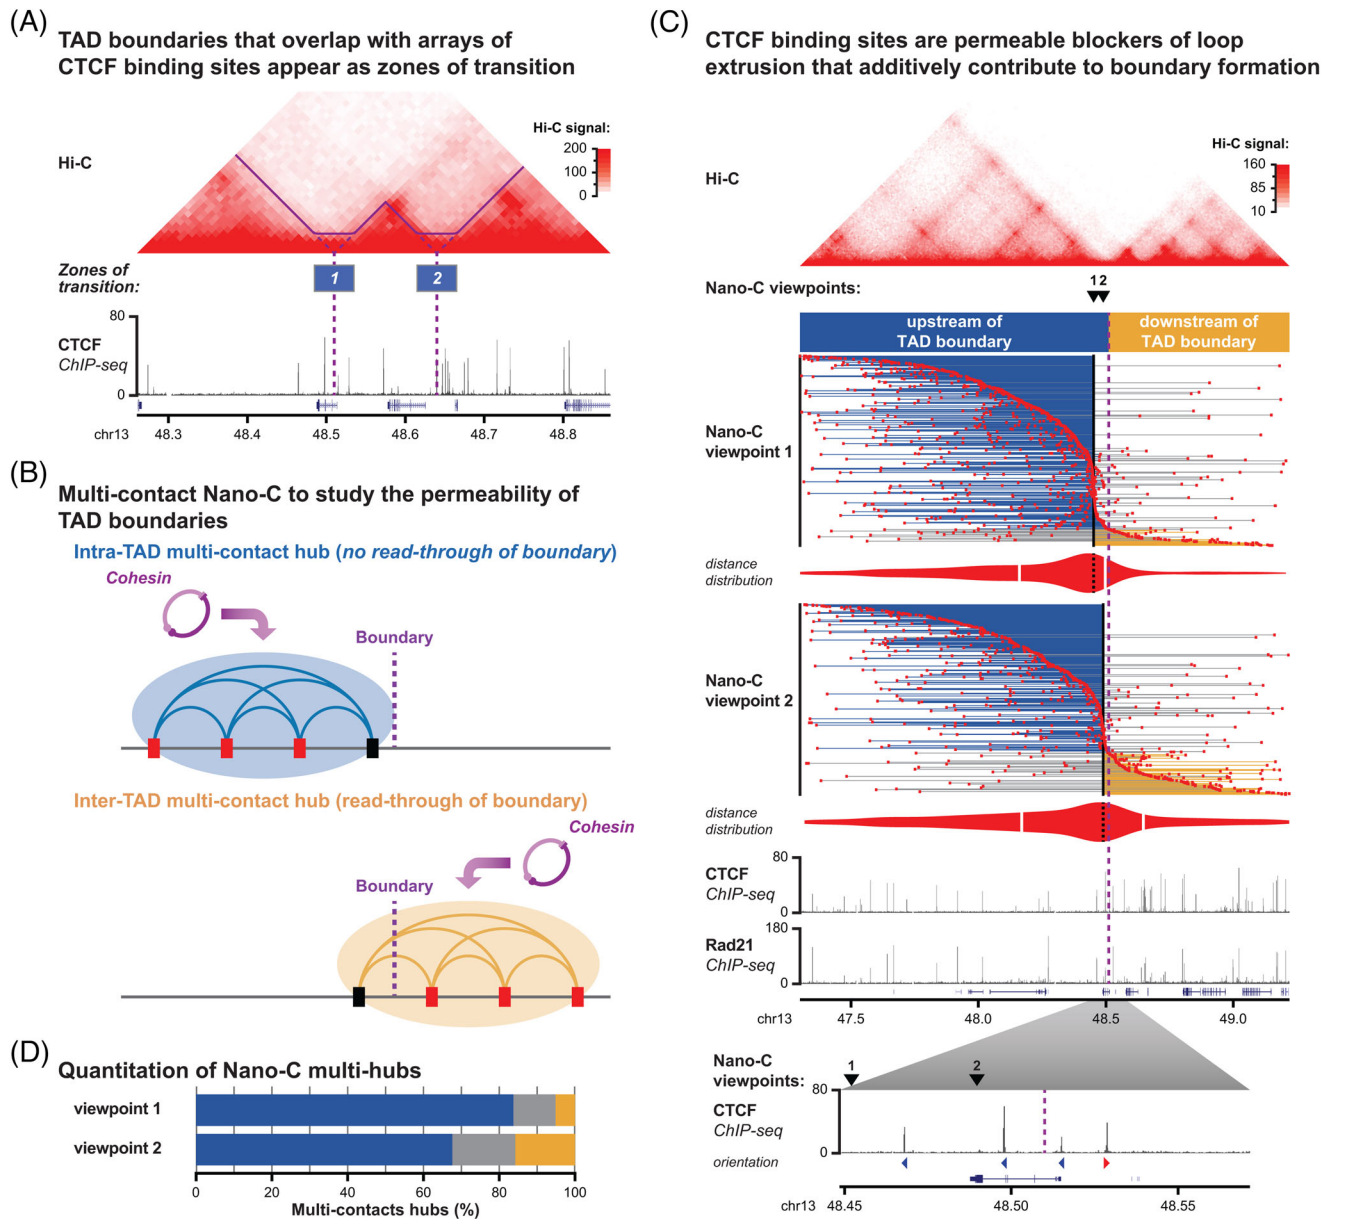 (A)
TAD boundaries that overlap with arrays of
CTCF binding sites appear as zones of transition
Hi-C signal:
200
100
0
Hi-C
Zones of
transition:
1
2
80
CTCF
ChIP-seq
0
chr13
48.3
48.4
48.5
48.6
48.7
48.8
(B)
Multi-contact Nano-C to study the permeability of
TAD boundaries
Intra-TAD multi-contact hub (no read-through of boundary)
Cohesin
Boundary
Inter-TAD multi-contact hub (read-through of boundary)
Cohesin
Boundary
(C)
CTCF binding sites are permeable blockers of loop
extrusion that additively contribute to boundary formation
Hi-C signal:
160
85
10
Hi-C
Nano-C viewpoints:
1 2
upstream of
TAD boundary
downstream of
TAD boundary
Nano-C
viewpoint 1
distance
distribution
Nano-C
viewpoint 2
distance
distribution
80
CTCF
ChIP-seq
0
180
Rad21
ChIP-seq
0
chr13
47.5
48.0
48.5
49.0
Nano-C
viewpoints:
1
2
80
CTCF
ChIP-seq
0
orientation
chr13
48.45
48.50
48.55
(D)
Quantitation of Nano-C multi-hubs
viewpoint 1
viewpoint 2
0
20
40
60
80
100
Multi-contacts hubs (%)